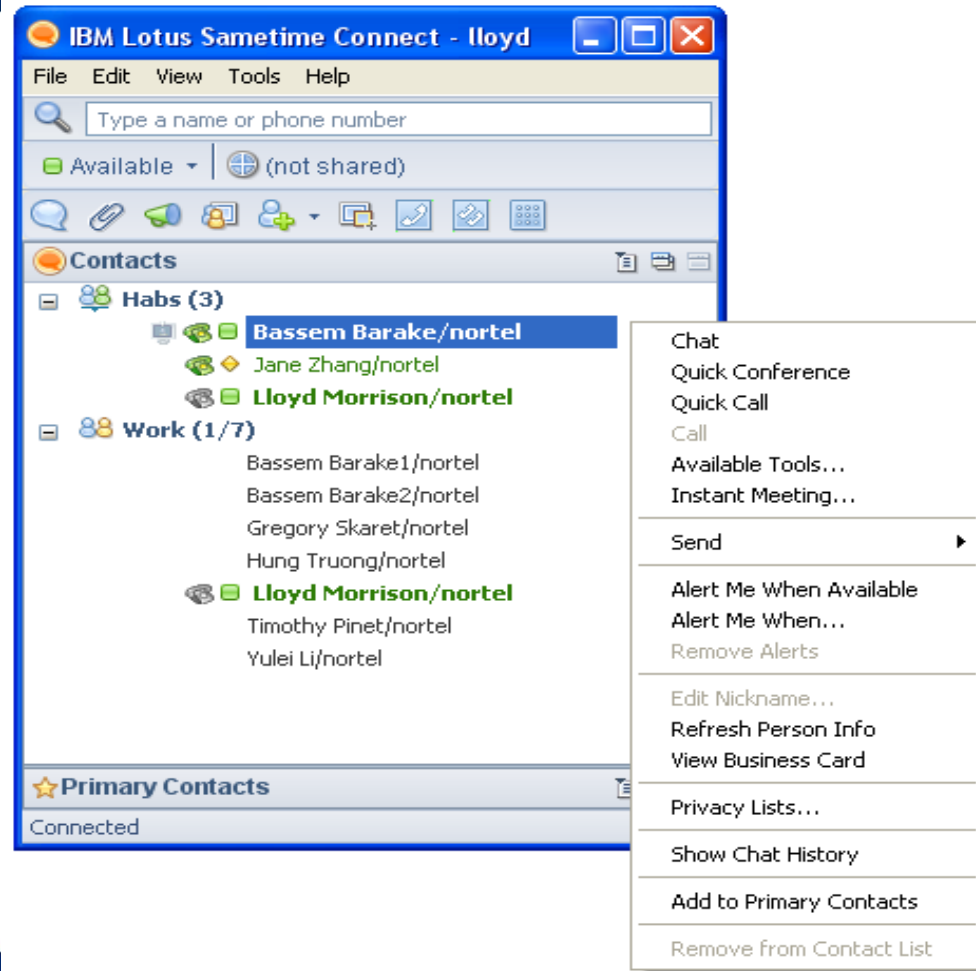 IBM Lotus Sametime Connect - lloyd
File Edit View Tools Help
Type a name or phone number
Available (not shared)
Contacts
Habs (3)
Bassem Barake/nortel
Jane Zhang/nortel
Lloyd Morrison/nortel
Work (1/7)
Bassem Barake1/nortel
Bassem Barake2/nortel
Gregory Skaret/nortel
Hung Truong/nortel
Lloyd Morrison/nortel
Timothy Pinet/nortel
Yulei Li/nortel
Primary Contacts
Connected
Chat
Quick Conference
Quick Call
Call
Available Tools...
Instant Meeting...
Send
Alert Me When Available
Alert Me When...
Remove Alerts
Edit Nickname...
Refresh Person Info
View Business Card
Privacy Lists...
Show Chat History
Add to Primary Contacts
Remove from Contact List